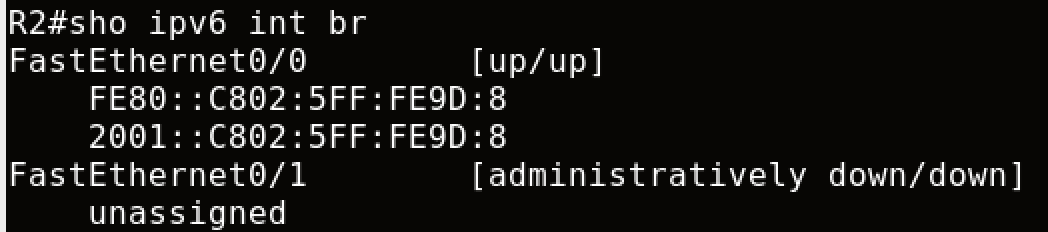 R2#sho ipv6 int br
FastEthernet0/0 [up/up]
FE80::C802:5FF:FE9D:8
2001::C802:5FF:FE9D:8
FastEthernet0/1 [administratively down/down]
unassigned